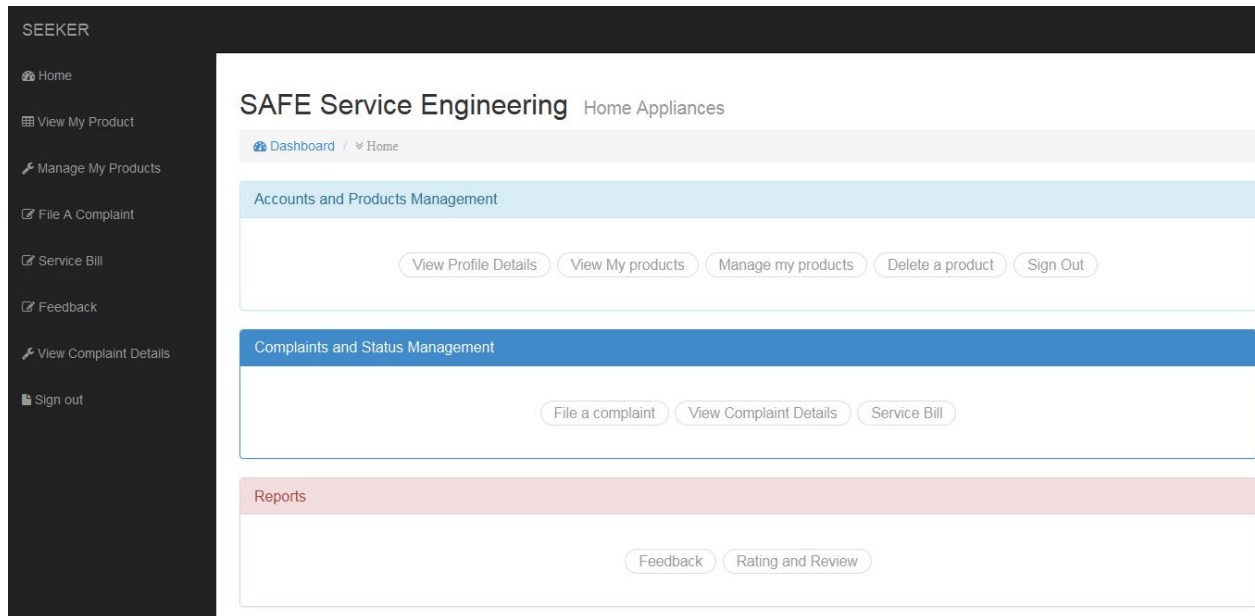 SEEKER
Home
View My Product
Manage My Products
File A Complaint
Service Bill
Feedback
View Complaint Details
Sign out
SAFE Service Engineering Home Appliances
Dashboard / Home
Accounts and Products Management
View Profile Details View My products Manage my products Delete a product Sign Out
Complaints and Status Management
File a complaint View Complaint Details Service Bill
Reports
Feedback Rating and Review